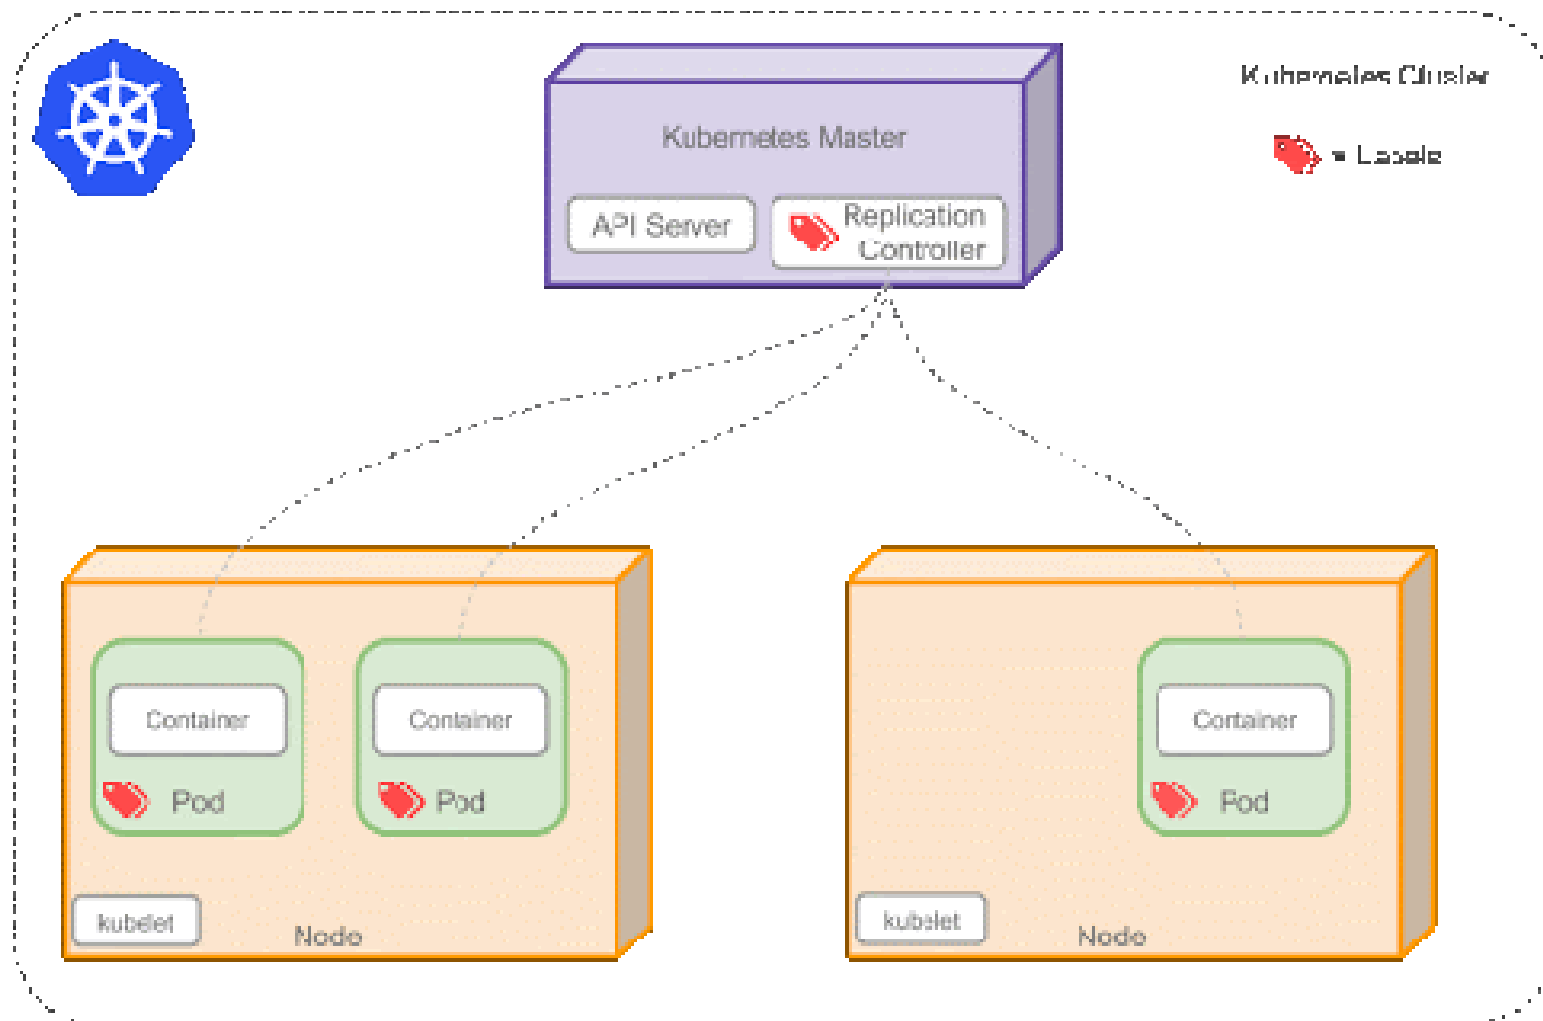 Kubernetes Cluster
= Labels
Kubernetes Master
API Server
Replication
Controller
Container
Container
Container
Pod
Pod
Pod
kubelet
kubelet
Node
Node